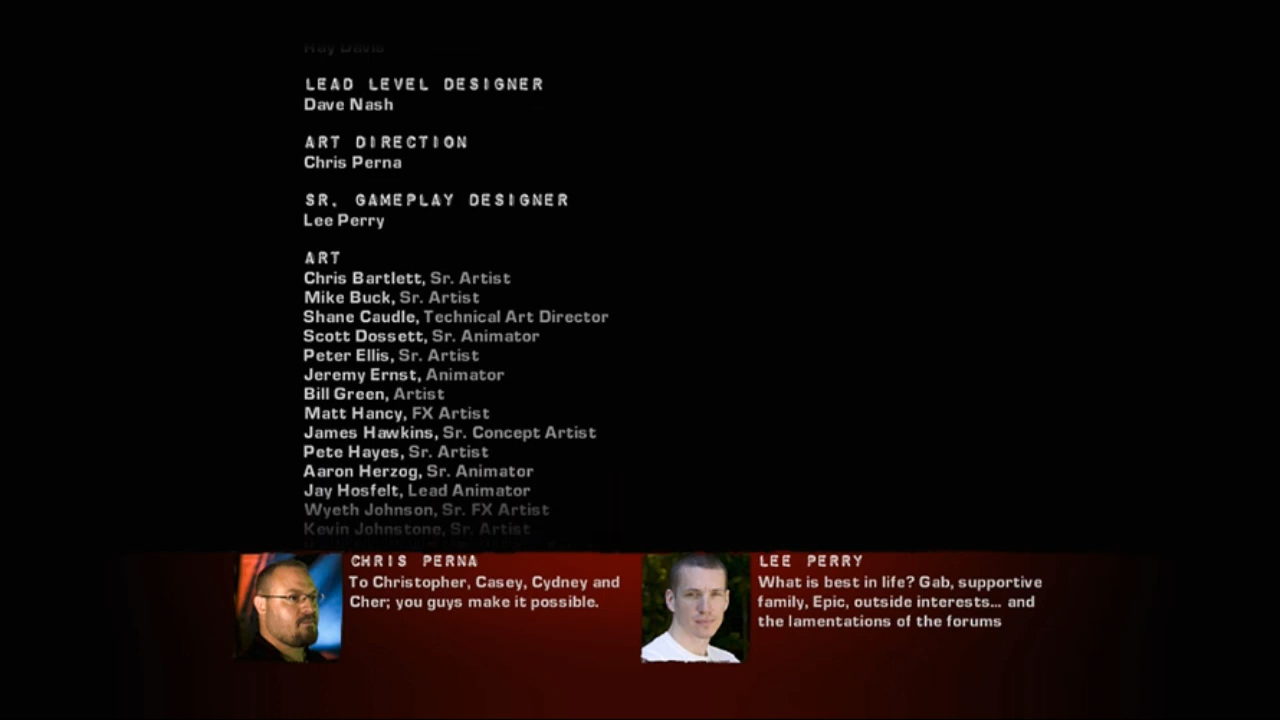 Ray Davis
LEAD LEVEL DESIGNER
Dave Nash
ART DIRECTION
Chris Perna
SR. GAMEPLAY DESIGNER
Lee Perry
ART
Chris Bartlett, Sr. Artist
Mike Buck, Sr. Artist
Shane Caudle, Technical Art Director
Scott Dossett, Sr. Animator
Peter Ellis, Sr. Artist
Jeremy Ernst, Animator
Bill Green, Artist
Matt Hancy, FX Artist
James Hawkins, Sr. Concept Artist
Pete Hayes, Sr. Artist
Aaron Herzog, Sr. Animator
Jay Hosfelt, Lead Animator
Wyeth Johnson, Sr. FX Artist
Kevin Johnstone, Sr. Artist
CHRIS PERNA
To Christopher, Casey, Cydney and
Cher; you guys make it possible.
LEE PERRY
What is best in life? Gab, supportive
family, Epic, outside interests... and
the lamentations of the forums